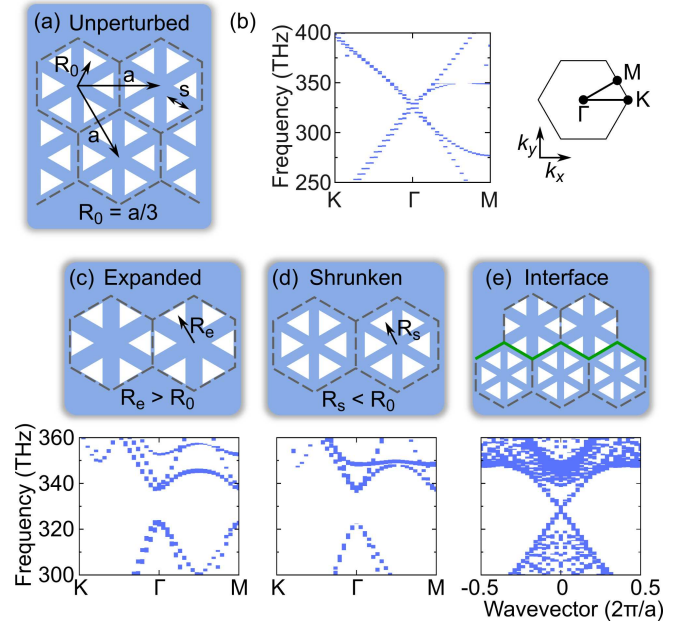 (a) Unperturbed
R0
a
s
a
R0 = a/3
(b)
Frequency (THz)
400
350
300
250
K
Γ
M
M
Γ
K
ky
kx
(c) Expanded
Re
Re > R0
(d) Shrunken
Rs
Rs < R0
(e) Interface
Frequency (THz)
360
340
320
300
K
Γ
M
K
Γ
M
-0.5
0
0.5
Wavevector (2π/a)